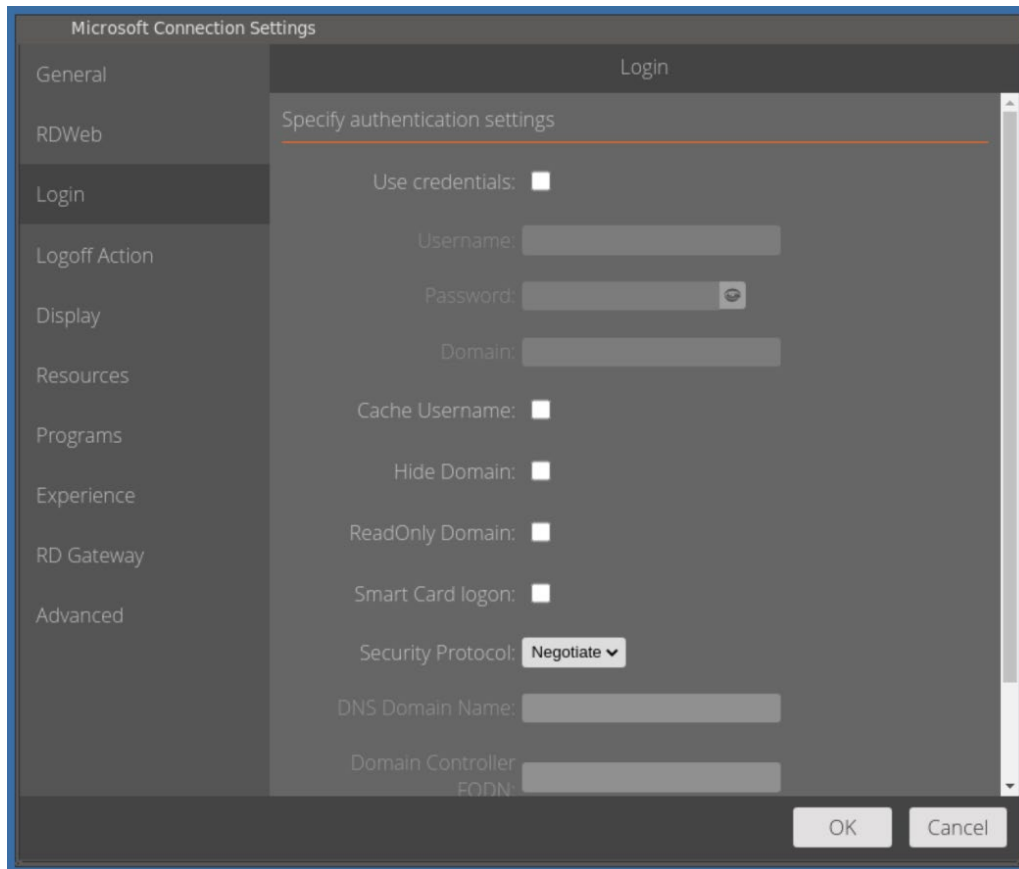 Microsoft Connection Settings
General
RDWeb
Login
Logoff Action
Display
Resources
Programs
Experience
RD Gateway
Advanced
Login
Specify authentication settings
Use credentials:
Username:
Password:
Domain:
Cache Username:
Hide Domain:
ReadOnly Domain:
Smart Card logon:
Security Protocol: Negotiate
DNS Domain Name:
Domain Controller
FQDN:
OK Cancel